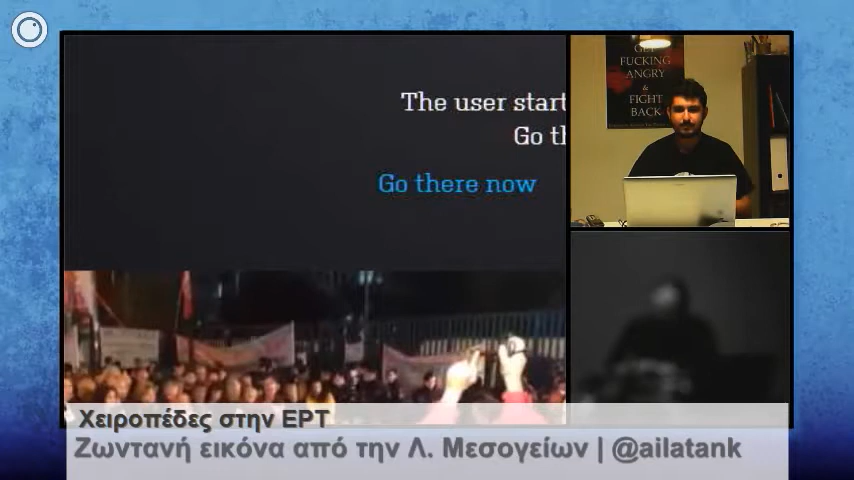 The user start
Go th
Go there now
GET
FUCKING
ANGRY
&
FIGHT
BACK
Χειροπέδες στην ΕΡΤ
Ζωντανή εικόνα από την Λ. Μεσογείων | @ailatank